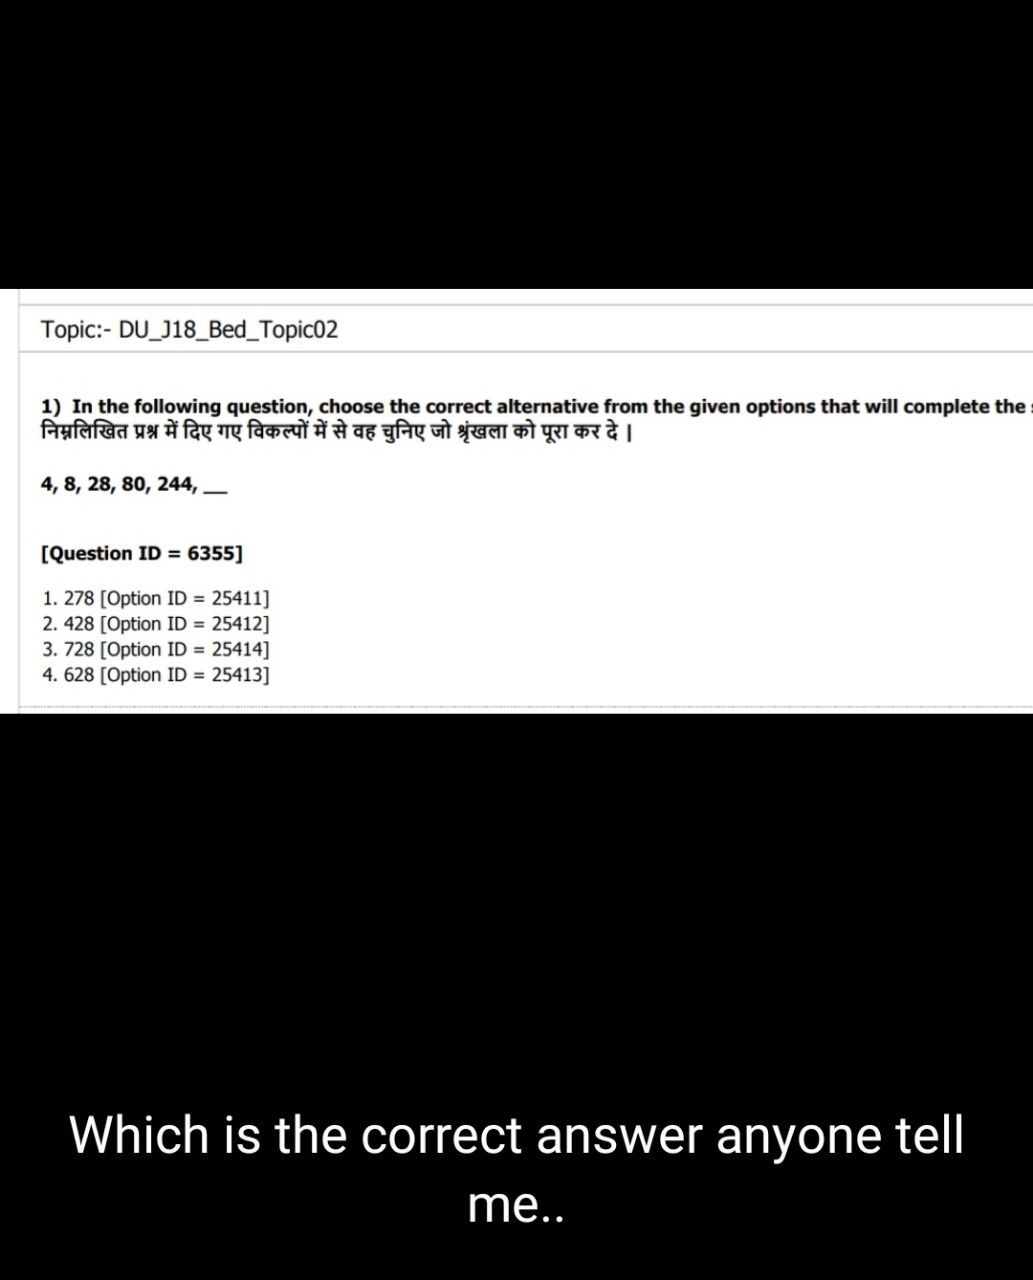 Topic:- DU_J18_Bed_Topic02
1) In the following question, choose the correct alternative from the given options that will complete the
निम्नलिखित प्रश्न में दिए गए विकल्पों में से वह चुनिए जो श्रृंखला को पूरा कर दे |
4, 8, 28, 80, 244, __
[Question ID = 6355]
1. 278 [Option ID = 25411]
2. 428 [Option ID = 25412]
3. 728 [Option ID = 25414]
4. 628 [Option ID = 25413]
Which is the correct answer anyone tell
me..